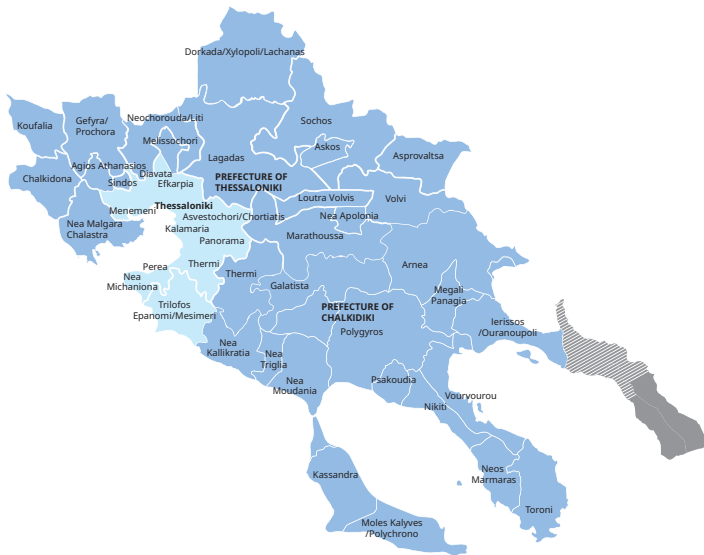 Dorkada/Xylopoli/Lachanas
Koufalia
Gefyra/
Prochora
Neochorouda/Liti
Sochos
Melissochori
Askos
Lagadas
Asprovaltsa
Agios Athanasios
Chalkidona
Diavata
Sindos
Efkarpia
PREFECTURE OF
THESSALONIKI
Loutra Volvis
Volvi
Thessaloniki
Menemeni
Asvestochori/Chortiatis
Nea Apolonia
Nea Malgara
Chalastra
Kalamaria
Panorama
Marathoussa
Perea
Thermi
Thermi
Arnea
Nea
Michaniona
Galatista
Megali
Panagia
Trilofos
Epanomi/Mesimeri
PREFECTURE OF
CHALKIDIKI
Polygyros
Ierissos
/Ouranoupoli
Nea
Kallikratia
Nea
Triglia
Nea
Moudania
Psakoudia
Vourvourou
Nikiti
Kassandra
Neos
Marmaras
Toroni
Moles Kalyves
/Polychrono